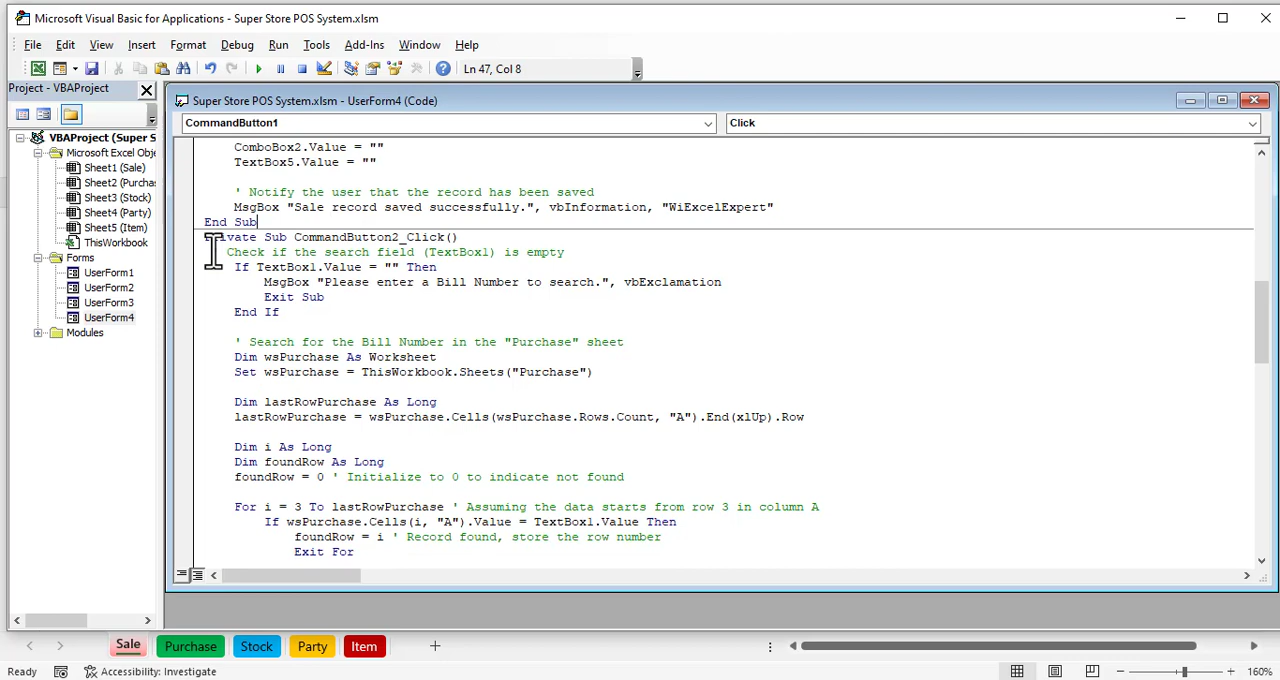 Microsoft Visual Basic for Applications - Super Store POS System.xlsm
File Edit View Insert Format Debug Run Tools Add-Ins Window Help
Ln 47, Col 8
Project - VBAProject
VBAProject (Super S
Microsoft Excel Obje
Sheet1 (Sale)
Sheet2 (Purcha
Sheet3 (Stock)
Sheet4 (Party)
Sheet5 (Item)
ThisWorkbook
Forms
UserForm1
UserForm2
UserForm3
UserForm4
Modules
Super Store POS System.xlsm - UserForm4 (Code)
CommandButton1 Click
ComboBox2.Value = ""
TextBox5.Value = ""
' Notify the user that the record has been saved
MsgBox "Sale record saved successfully.", vbInformation, "WiExcelExpert"
End Sub
Private Sub CommandButton2_Click()
Check if the search field (TextBox1) is empty
If TextBox1.Value = "" Then
MsgBox "Please enter a Bill Number to search.", vbExclamation
Exit Sub
End If
' Search for the Bill Number in the "Purchase" sheet
Dim wsPurchase As Worksheet
Set wsPurchase = ThisWorkbook.Sheets("Purchase")
Dim lastRowPurchase As Long
lastRowPurchase = wsPurchase.Cells(wsPurchase.Rows.Count, "A").End(xlUp).Row
Dim i As Long
Dim foundRow As Long
foundRow = 0 ' Initialize to 0 to indicate not found
For i = 3 To lastRowPurchase ' Assuming the data starts from row 3 in column A
If wsPurchase.Cells(i, "A").Value = TextBox1.Value Then
foundRow = i ' Record found, store the row number
Exit For
Sale Purchase Stock Party Item
Ready Accessibility: Investigate 160%